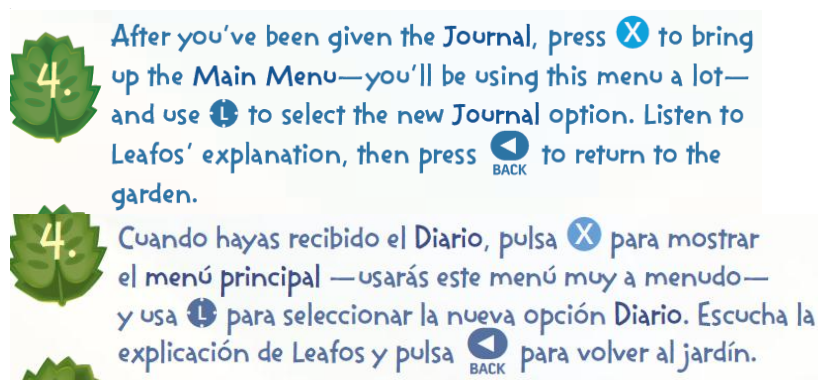 4.
After you've been given the Journal, press X to bring
up the Main Menu—you'll be using this menu a lot—
and use L to select the new Journal option. Listen to
Leafos' explanation, then press BACK to return to the
garden.
4.
Cuando hayas recibido el Diario, pulsa X para mostrar
el menú principal —usarás este menú muy a menudo—
y usa L para seleccionar la nueva opción Diario. Escucha la
explicación de Leafos y pulsa BACK para volver al jardín.